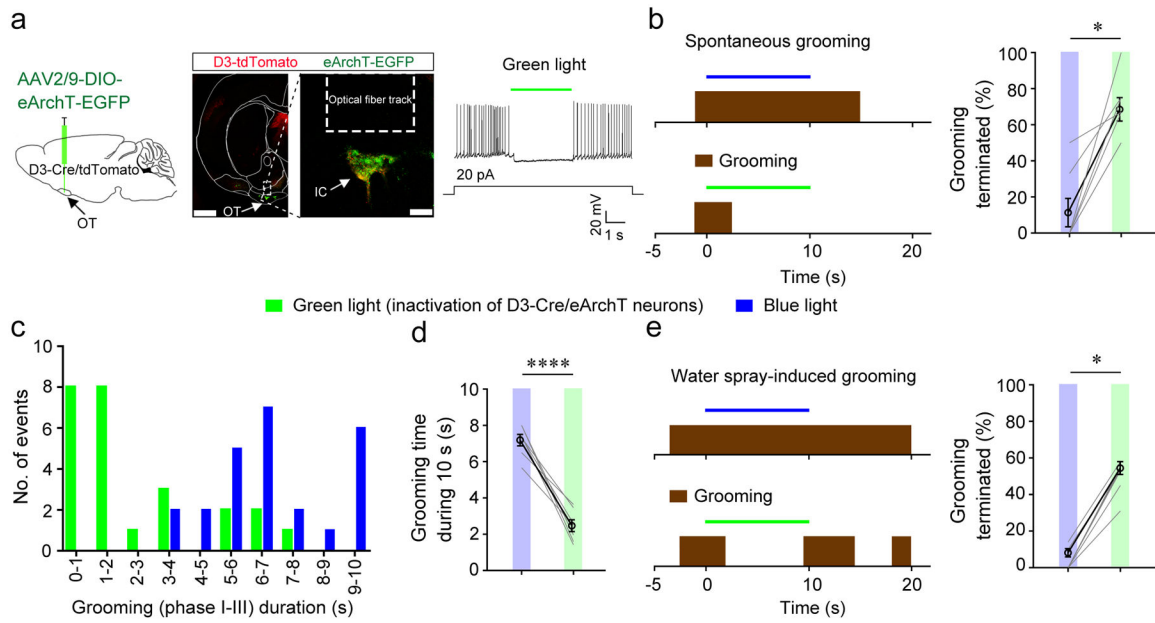 a
AAV2/9-DIO-
eArchT-EGFP
D3-Cre/tdTomato
OT
D3-tdTomato
eArchT-EGFP
Optical fiber track
IC
OT
Green light
20 pA
20 mV
1 s
b
Spontaneous grooming
Grooming
-5 0 10 20
Time (s)
Grooming
terminated (%)
100
80
60
40
20
0
*
Green light (inactivation of D3-Cre/eArchT neurons)
Blue light
c
No. of events
10
8
6
4
2
0
0-1 1-2 2-3 3-4 4-5 5-6 6-7 7-8 8-9 9-10
Grooming (phase I-III) duration (s)
d
****
Grooming time
during 10 s (s)
10
8
6
4
2
0
e
Water spray-induced grooming
Grooming
-5 0 10 20
Time (s)
Grooming
terminated (%)
100
80
60
40
20
0
*